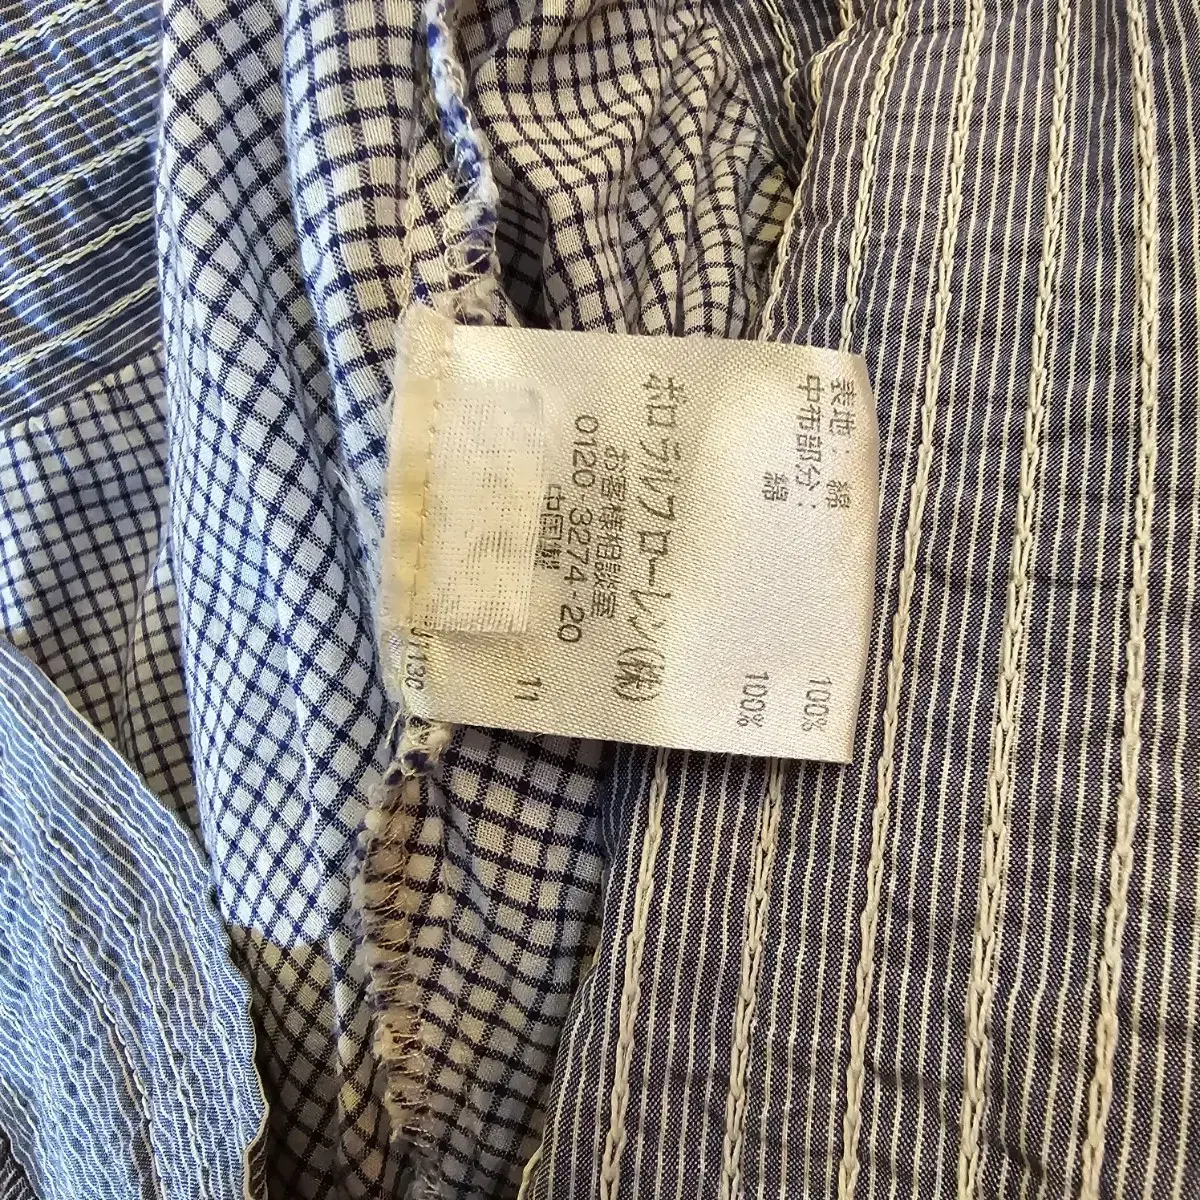 表地: 綿 100%
中布部分:
綿 100%
ポロ ラルフローレン(株)
お客様相談室
0120-3274-20
中国製 11